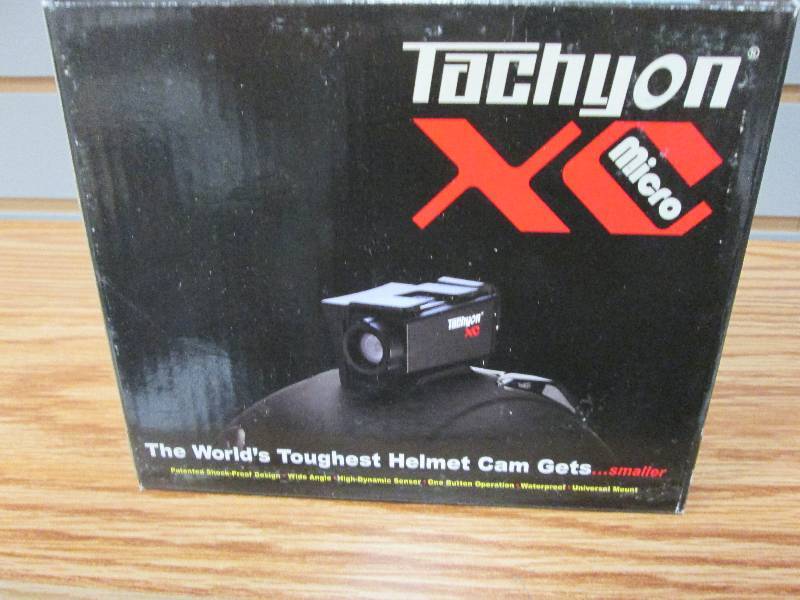 Tachyon®
XC
Micro
Tachyon
XC
The World's Toughest Helmet Cam Gets...smaller
Patented Shock-Proof Design · Wide Angle · High-Dynamic Sensor · One Button Operation · Waterproof · Universal Mount